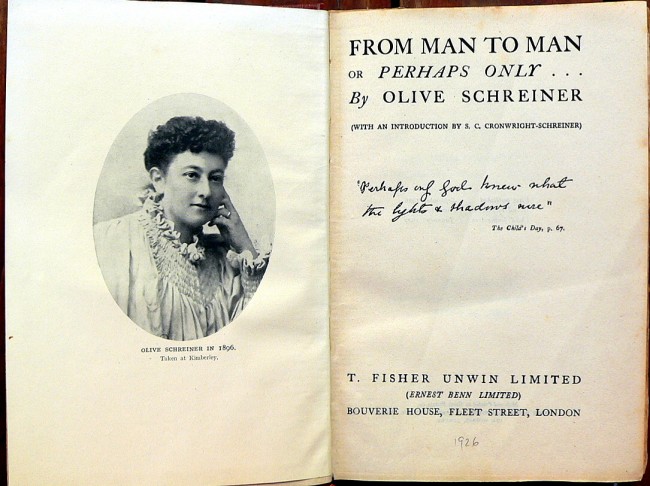 OLIVE SCHREINER IN 1896.
Taken at Kimberley.
FROM MAN TO MAN
OR PERHAPS ONLY . . .
By OLIVE SCHREINER
(WITH AN INTRODUCTION BY S. C. CRONWRIGHT-SCHREINER)
"Perhaps only God knew what
the lights & shadows were"
The Child's Day, p. 67.
T. FISHER UNWIN LIMITED
(ERNEST BENN LIMITED)
BOUVERIE HOUSE, FLEET STREET, LONDON
1926